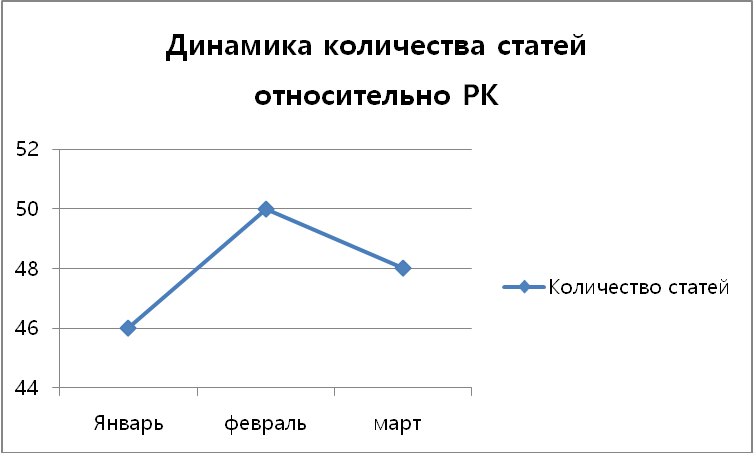 Динамика количества статей
относительно РК
52
50
48
46
44
Январь
февраль
март
Количество статей